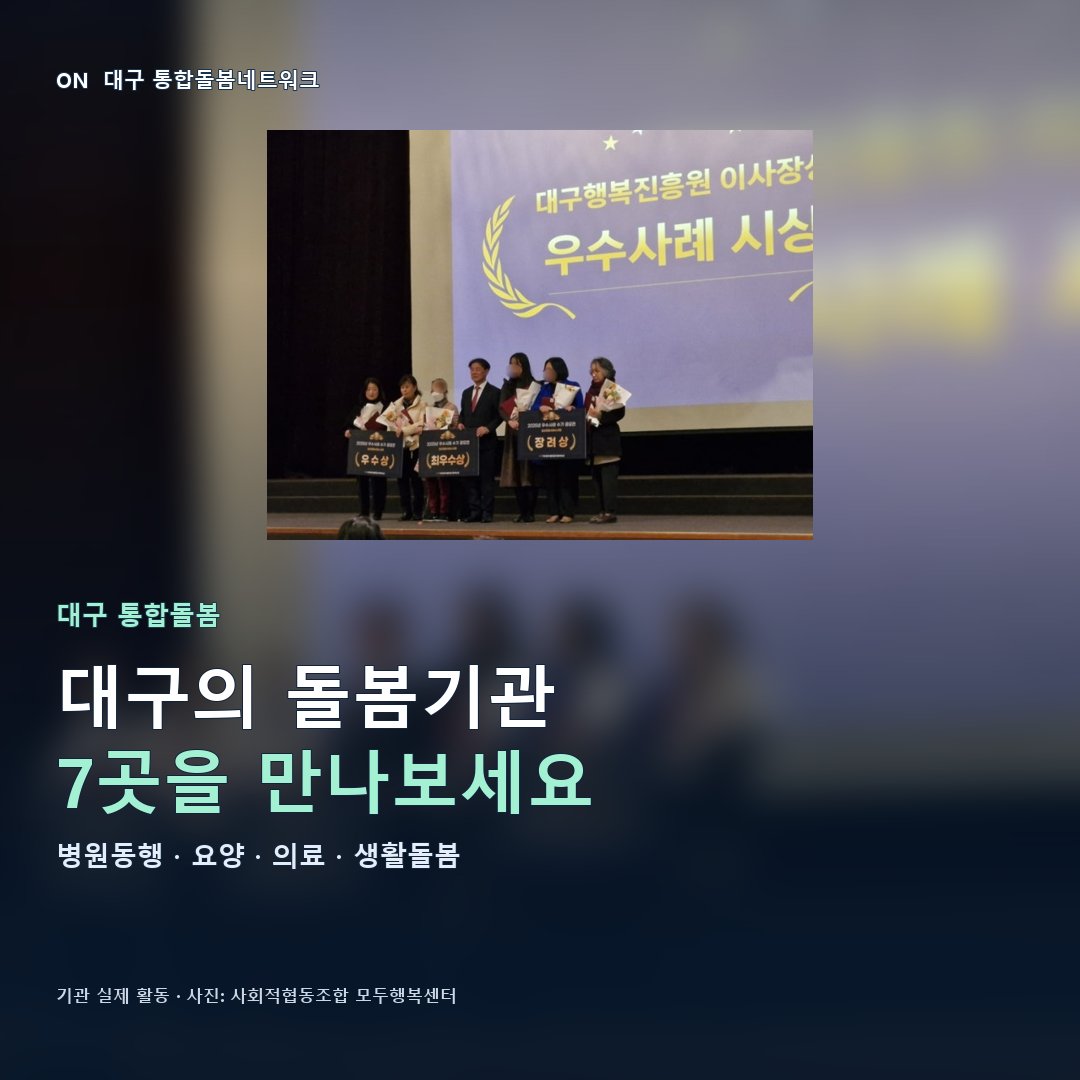 ON 대구 통합돌봄네트워크
대구행복진흥원 이사장상
우수사례 시상
우수상
최우수상
장려상
대구 통합돌봄
대구의 돌봄기관
7곳을 만나보세요
병원동행 · 요양 · 의료 · 생활돌봄
기관 실제 활동 · 사진: 사회적협동조합 모두행복센터